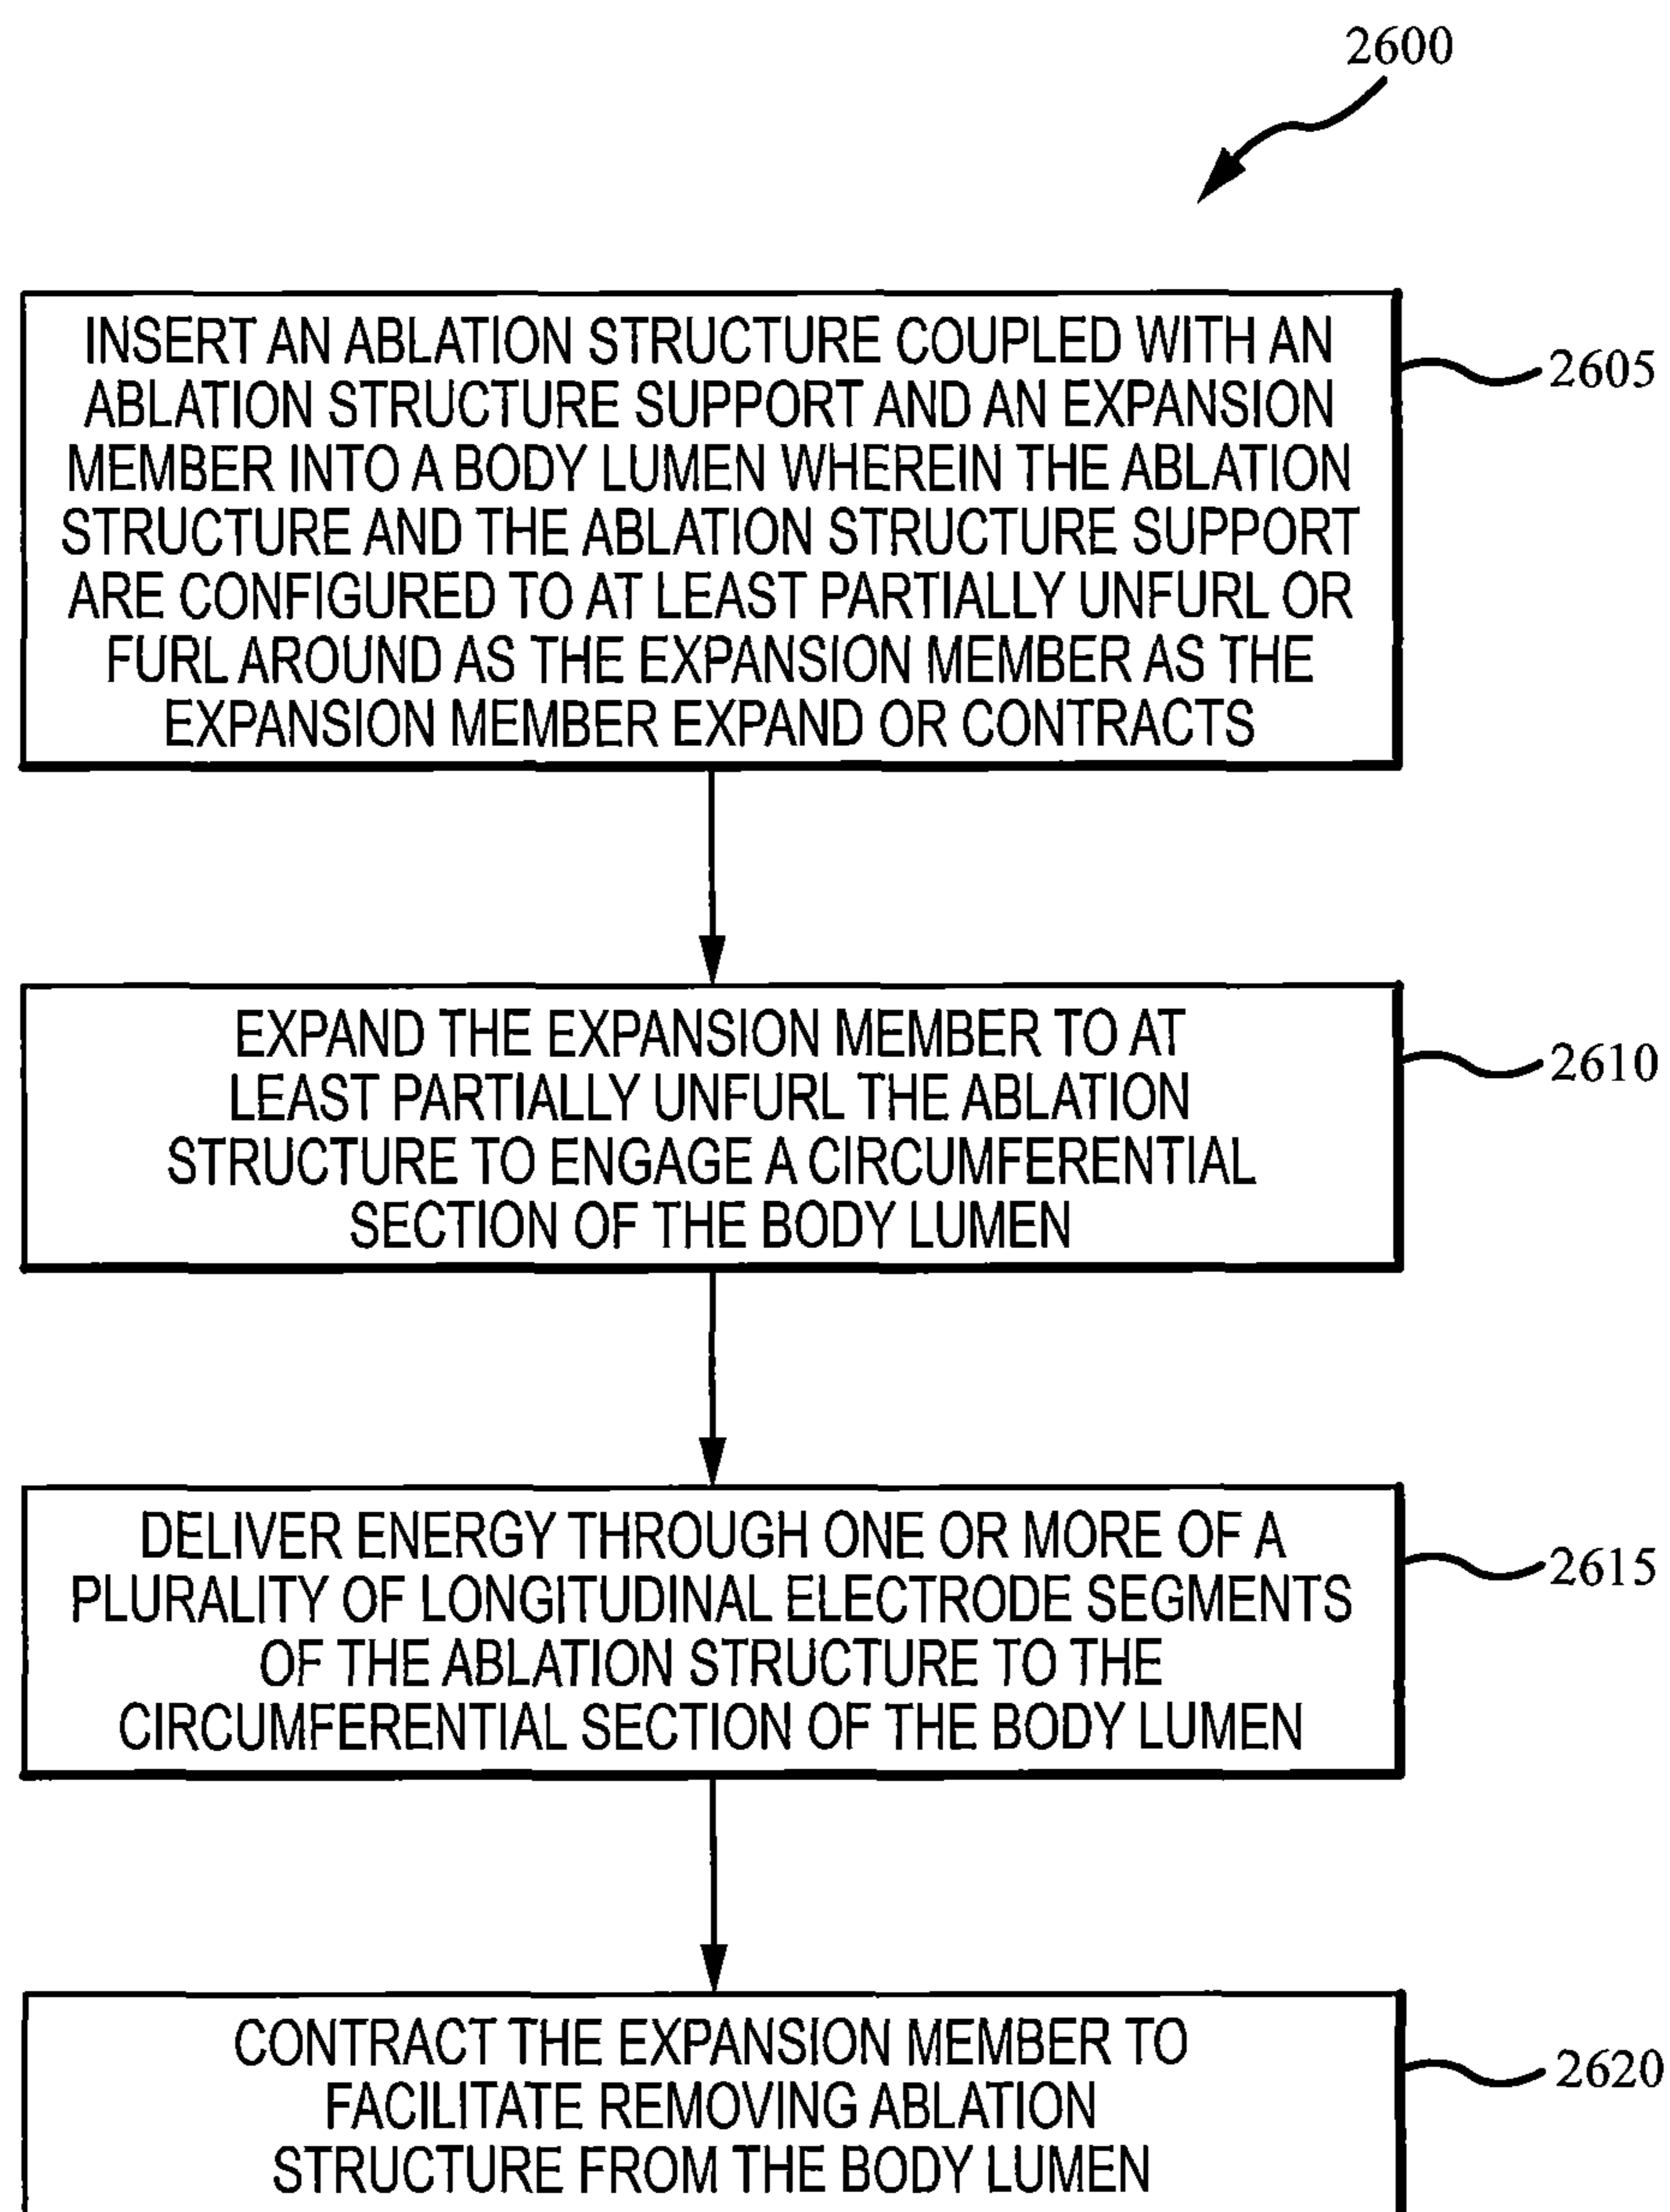 2600
INSERT AN ABLATION STRUCTURE COUPLED WITH AN
ABLATION STRUCTURE SUPPORT AND AN EXPANSION
MEMBER INTO A BODY LUMEN WHEREIN THE ABLATION
STRUCTURE AND THE ABLATION STRUCTURE SUPPORT
ARE CONFIGURED TO AT LEAST PARTIALLY UNFURL OR
FURL AROUND AS THE EXPANSION MEMBER AS THE
EXPANSION MEMBER EXPAND OR CONTRACTS
2605
EXPAND THE EXPANSION MEMBER TO AT
LEAST PARTIALLY UNFURL THE ABLATION
STRUCTURE TO ENGAGE A CIRCUMFERENTIAL
SECTION OF THE BODY LUMEN
2610
DELIVER ENERGY THROUGH ONE OR MORE OF A
PLURALITY OF LONGITUDINAL ELECTRODE SEGMENTS
OF THE ABLATION STRUCTURE TO THE
CIRCUMFERENTIAL SECTION OF THE BODY LUMEN
2615
CONTRACT THE EXPANSION MEMBER TO
FACILITATE REMOVING ABLATION
STRUCTURE FROM THE BODY LUMEN
2620